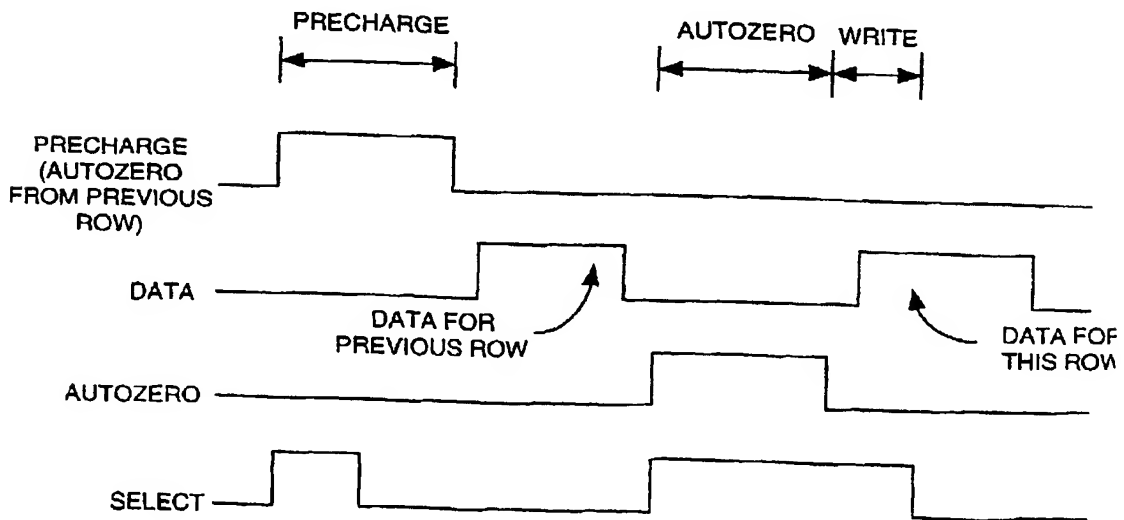 PRECHARGE
AUTOZERO
WRITE
PRECHARGE
(AUTOZERO
FROM PREVIOUS
ROW)
DATA
DATA FOR
PREVIOUS ROW
DATA FOR
THIS ROW
AUTOZERO
SELECT